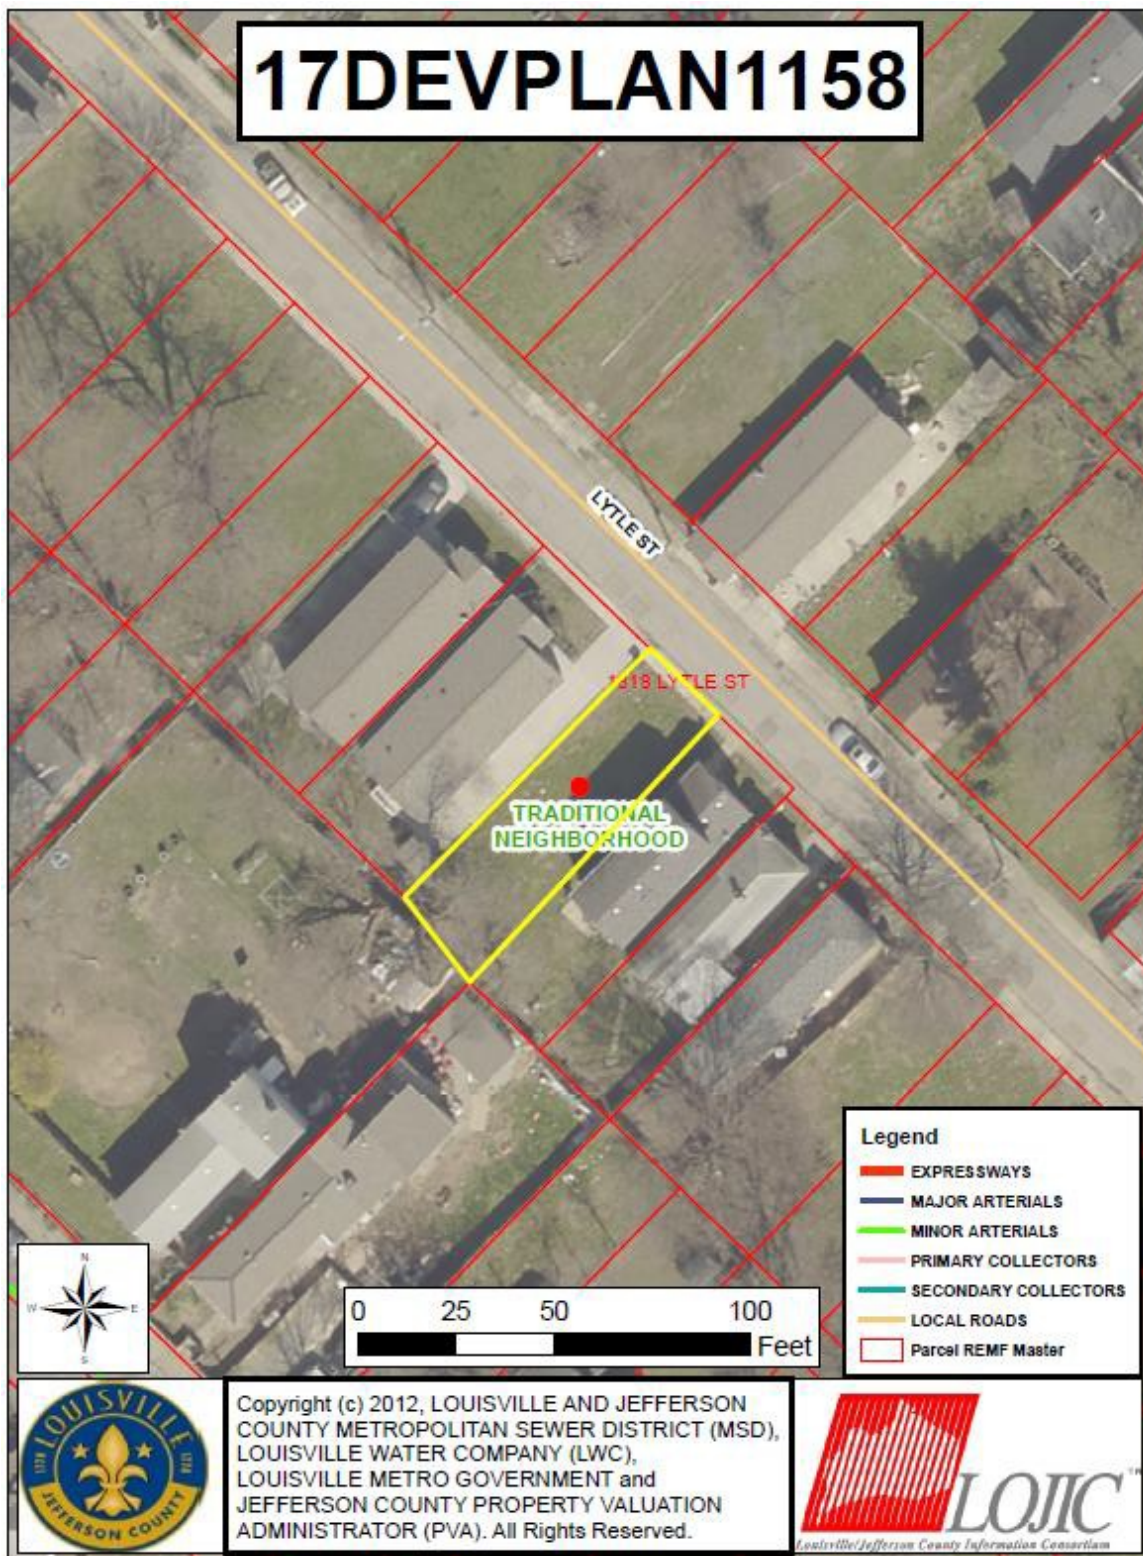 17DEVPLAN1158
LYTLE ST
LYTLE ST
TRADITIONAL
NEIGHBORHOOD
Legend
EXPRESSWAYS
MAJOR ARTERIALS
MINOR ARTERIALS
PRIMARY COLLECTORS
SECONDARY COLLECTORS
LOCAL ROADS
Parcel REMF Master
N
W E
S
0 25 50 100
Feet
LOUISVILLE
1778
JEFFERSON COUNTY
Copyright (c) 2012, LOUISVILLE AND JEFFERSON
COUNTY METROPOLITAN SEWER DISTRICT (MSD),
LOUISVILLE WATER COMPANY (LWC),
LOUISVILLE METRO GOVERNMENT and
JEFFERSON COUNTY PROPERTY VALUATION
ADMINISTRATOR (PVA). All Rights Reserved.
LOJIC TM
Louisville/Jefferson County Information Consortium